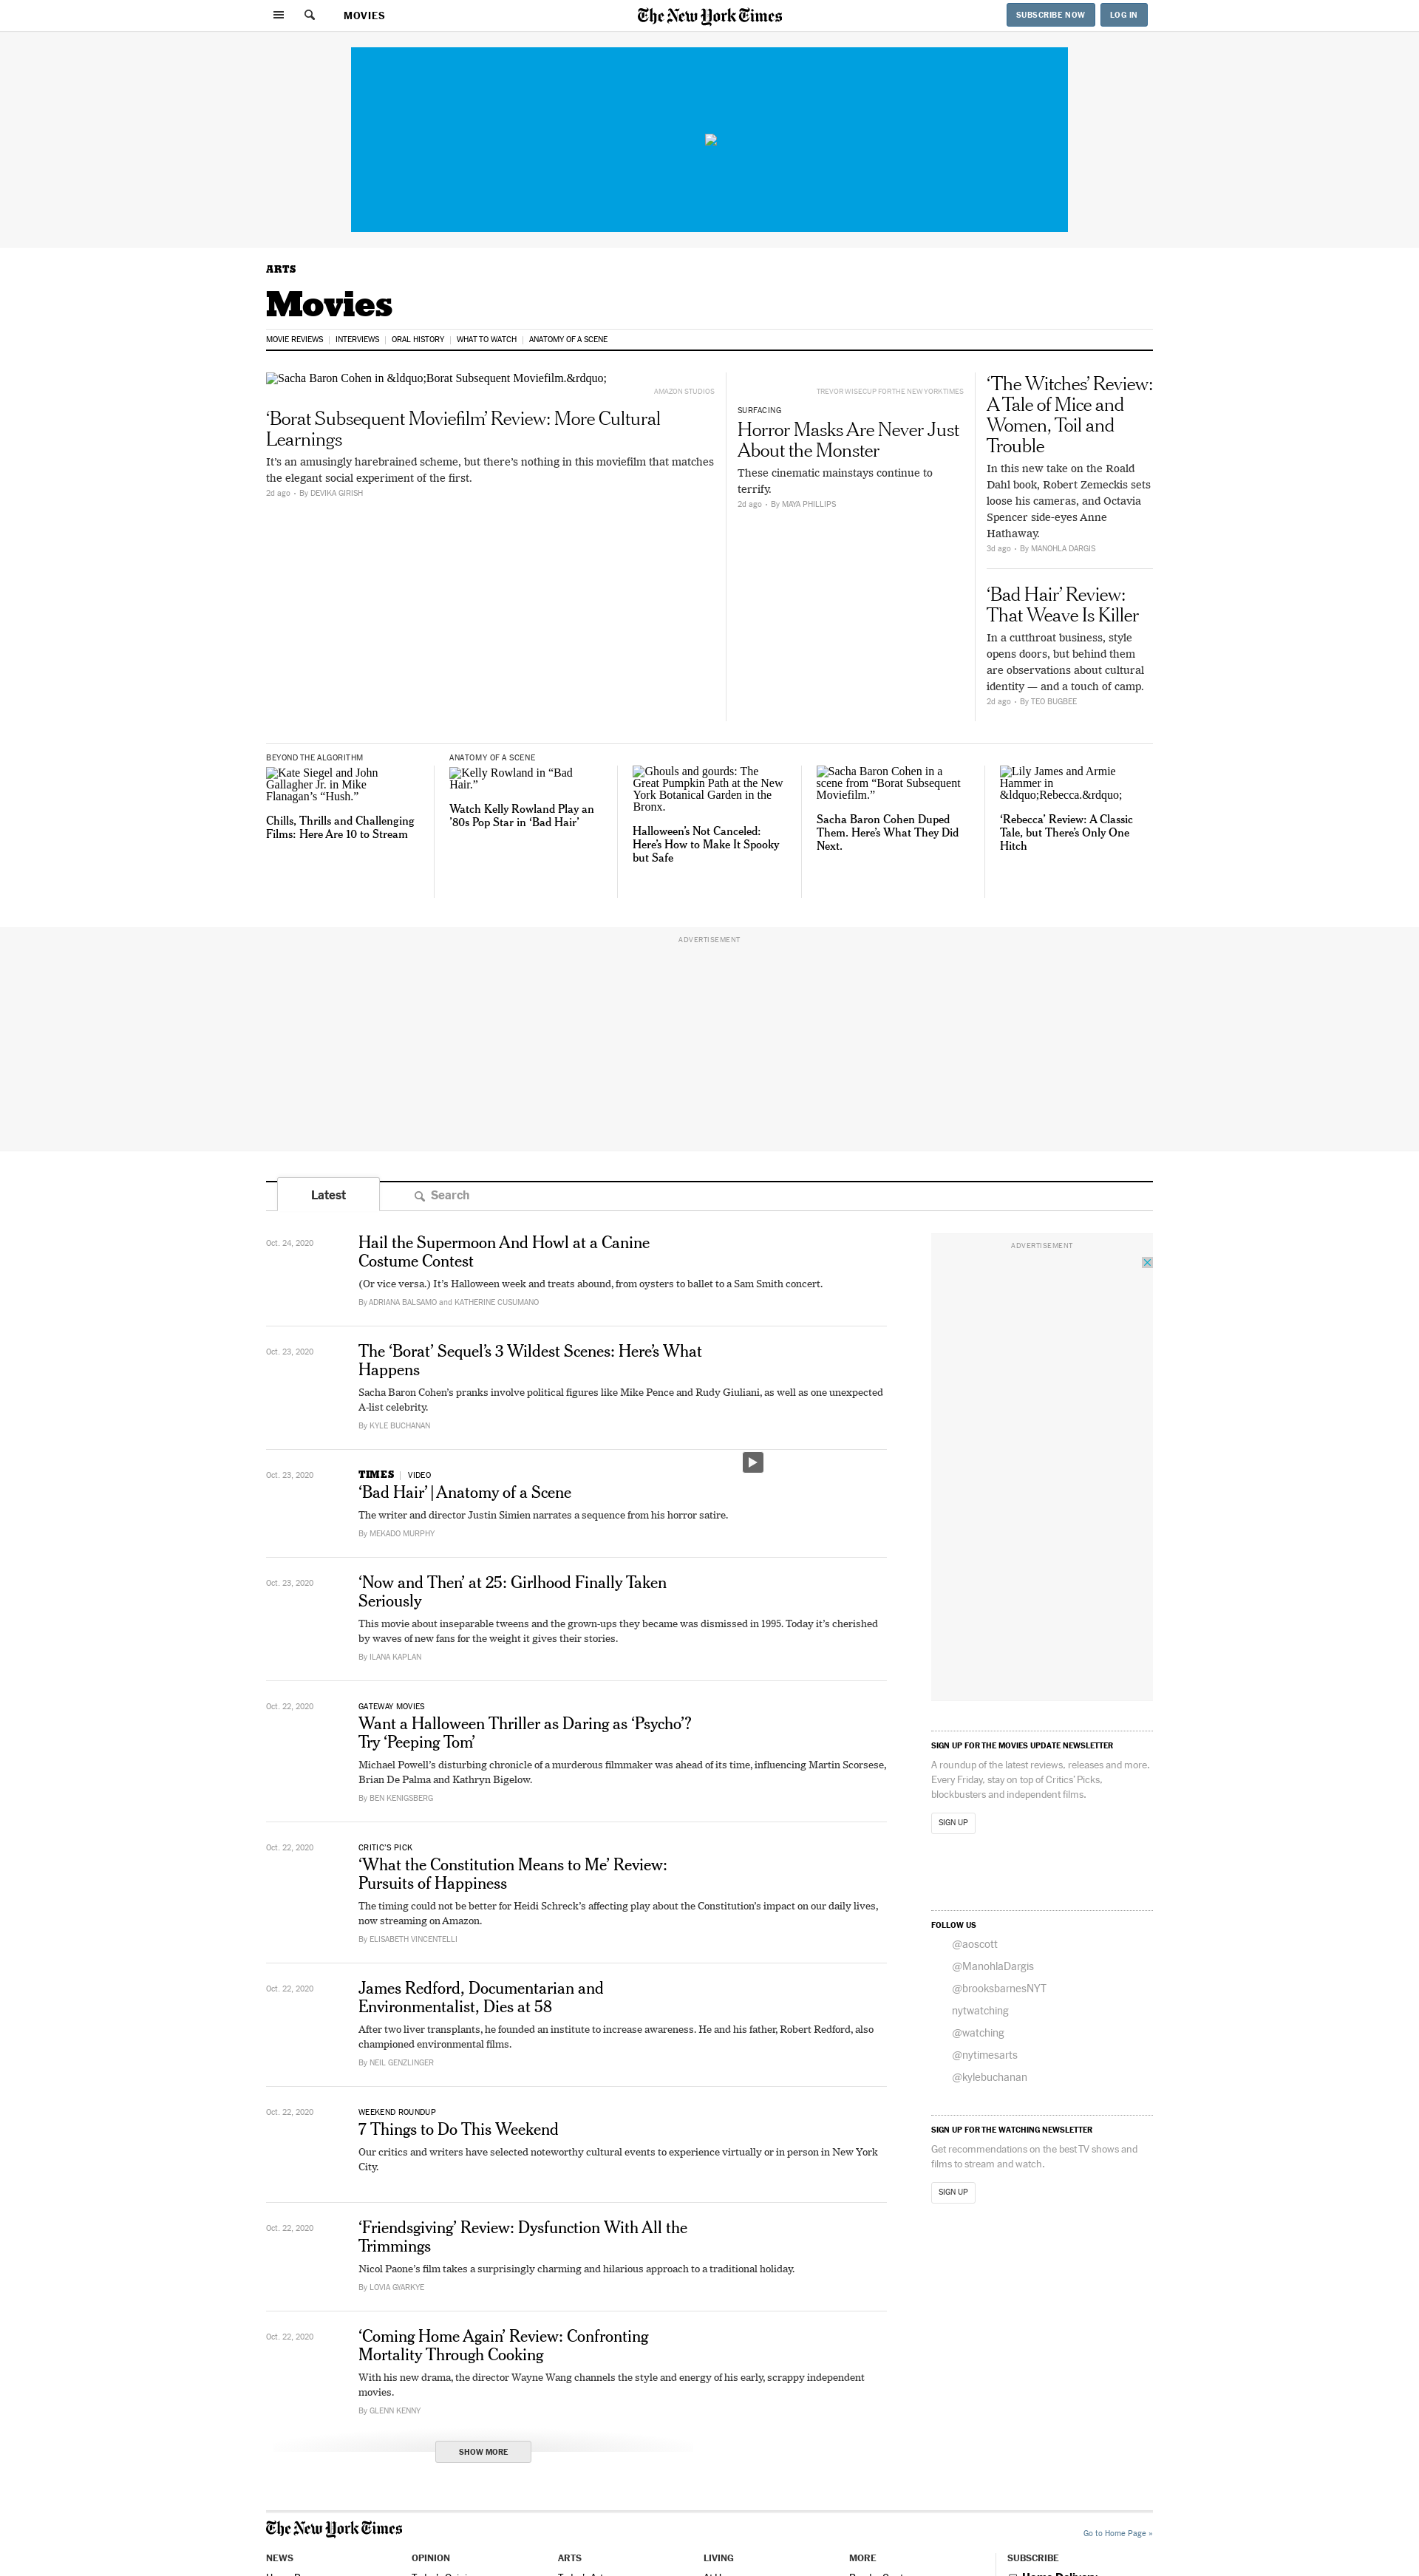 MOVIES
The New York Times
SUBSCRIBE NOW
LOG IN
ARTS
Movies
MOVIE REVIEWS
INTERVIEWS
ORAL HISTORY
WHAT TO WATCH
ANATOMY OF A SCENE
Sacha Baron Cohen in &ldquo;Borat Subsequent Moviefilm.&rdquo;
AMAZON STUDIOS
‘Borat Subsequent Moviefilm’ Review: More Cultural
Learnings
It’s an amusingly harebrained scheme, but there’s nothing in this moviefilm that matches
the elegant social experiment of the first.
2d ago • By DEVIKA GIRISH
TREVOR WISECUP FOR THE NEW YORK TIMES
SURFACING
Horror Masks Are Never Just
About the Monster
These cinematic mainstays continue to
terrify.
2d ago • By MAYA PHILLIPS
‘The Witches’ Review:
A Tale of Mice and
Women, Toil and
Trouble
In this new take on the Roald
Dahl book, Robert Zemeckis sets
loose his cameras, and Octavia
Spencer side-eyes Anne
Hathaway.
3d ago • By MANOHLA DARGIS
‘Bad Hair’ Review:
That Weave Is Killer
In a cutthroat business, style
opens doors, but behind them
are observations about cultural
identity — and a touch of camp.
2d ago • By TEO BUGBEE
BEYOND THE ALGORITHM
Kate Siegel and John
Gallagher Jr. in Mike
Flanagan’s “Hush.”
Chills, Thrills and Challenging
Films: Here Are 10 to Stream
ANATOMY OF A SCENE
Kelly Rowland in “Bad
Hair.”
Watch Kelly Rowland Play an
’80s Pop Star in ‘Bad Hair’
Ghouls and gourds: The
Great Pumpkin Path at the New
York Botanical Garden in the
Bronx.
Halloween’s Not Canceled:
Here’s How to Make It Spooky
but Safe
Sacha Baron Cohen in a
scene from “Borat Subsequent
Moviefilm.”
Sacha Baron Cohen Duped
Them. Here’s What They Did
Next.
Lily James and Armie
Hammer in
&ldquo;Rebecca.&rdquo;
‘Rebecca’ Review: A Classic
Tale, but There’s Only One
Hitch
ADVERTISEMENT
Latest
Search
Oct. 24, 2020
Hail the Supermoon And Howl at a Canine
Costume Contest
(Or vice versa.) It’s Halloween week and treats abound, from oysters to ballet to a Sam Smith concert.
By ADRIANA BALSAMO and KATHERINE CUSUMANO
Oct. 23, 2020
The ‘Borat’ Sequel’s 3 Wildest Scenes: Here’s What
Happens
Sacha Baron Cohen’s pranks involve political figures like Mike Pence and Rudy Giuliani, as well as one unexpected
A-list celebrity.
By KYLE BUCHANAN
Oct. 23, 2020
TIMES | VIDEO
‘Bad Hair’ | Anatomy of a Scene
The writer and director Justin Simien narrates a sequence from his horror satire.
By MEKADO MURPHY
Oct. 23, 2020
‘Now and Then’ at 25: Girlhood Finally Taken
Seriously
This movie about inseparable tweens and the grown-ups they became was dismissed in 1995. Today it’s cherished
by waves of new fans for the weight it gives their stories.
By ILANA KAPLAN
Oct. 22, 2020
GATEWAY MOVIES
Want a Halloween Thriller as Daring as ‘Psycho’?
Try ‘Peeping Tom’
Michael Powell’s disturbing chronicle of a murderous filmmaker was ahead of its time, influencing Martin Scorsese,
Brian De Palma and Kathryn Bigelow.
By BEN KENIGSBERG
Oct. 22, 2020
CRITIC’S PICK
‘What the Constitution Means to Me’ Review:
Pursuits of Happiness
The timing could not be better for Heidi Schreck’s affecting play about the Constitution’s impact on our daily lives,
now streaming on Amazon.
By ELISABETH VINCENTELLI
Oct. 22, 2020
James Redford, Documentarian and
Environmentalist, Dies at 58
After two liver transplants, he founded an institute to increase awareness. He and his father, Robert Redford, also
championed environmental films.
By NEIL GENZLINGER
Oct. 22, 2020
WEEKEND ROUNDUP
7 Things to Do This Weekend
Our critics and writers have selected noteworthy cultural events to experience virtually or in person in New York
City.
Oct. 22, 2020
‘Friendsgiving’ Review: Dysfunction With All the
Trimmings
Nicol Paone’s film takes a surprisingly charming and hilarious approach to a traditional holiday.
By LOVIA GYARKYE
Oct. 22, 2020
‘Coming Home Again’ Review: Confronting
Mortality Through Cooking
With his new drama, the director Wayne Wang channels the style and energy of his early, scrappy independent
movies.
By GLENN KENNY
SHOW MORE
ADVERTISEMENT
SIGN UP FOR THE MOVIES UPDATE NEWSLETTER
A roundup of the latest reviews, releases and more.
Every Friday, stay on top of Critics’ Picks,
blockbusters and independent films.
SIGN UP
FOLLOW US
@aoscott
@ManohlaDargis
@brooksbarnesNYT
nytwatching
@watching
@nytimesarts
@kylebuchanan
SIGN UP FOR THE WATCHING NEWSLETTER
Get recommendations on the best TV shows and
films to stream and watch.
SIGN UP
The New York Times
Go to Home Page »
NEWS
OPINION
ARTS
LIVING
MORE
SUBSCRIBE